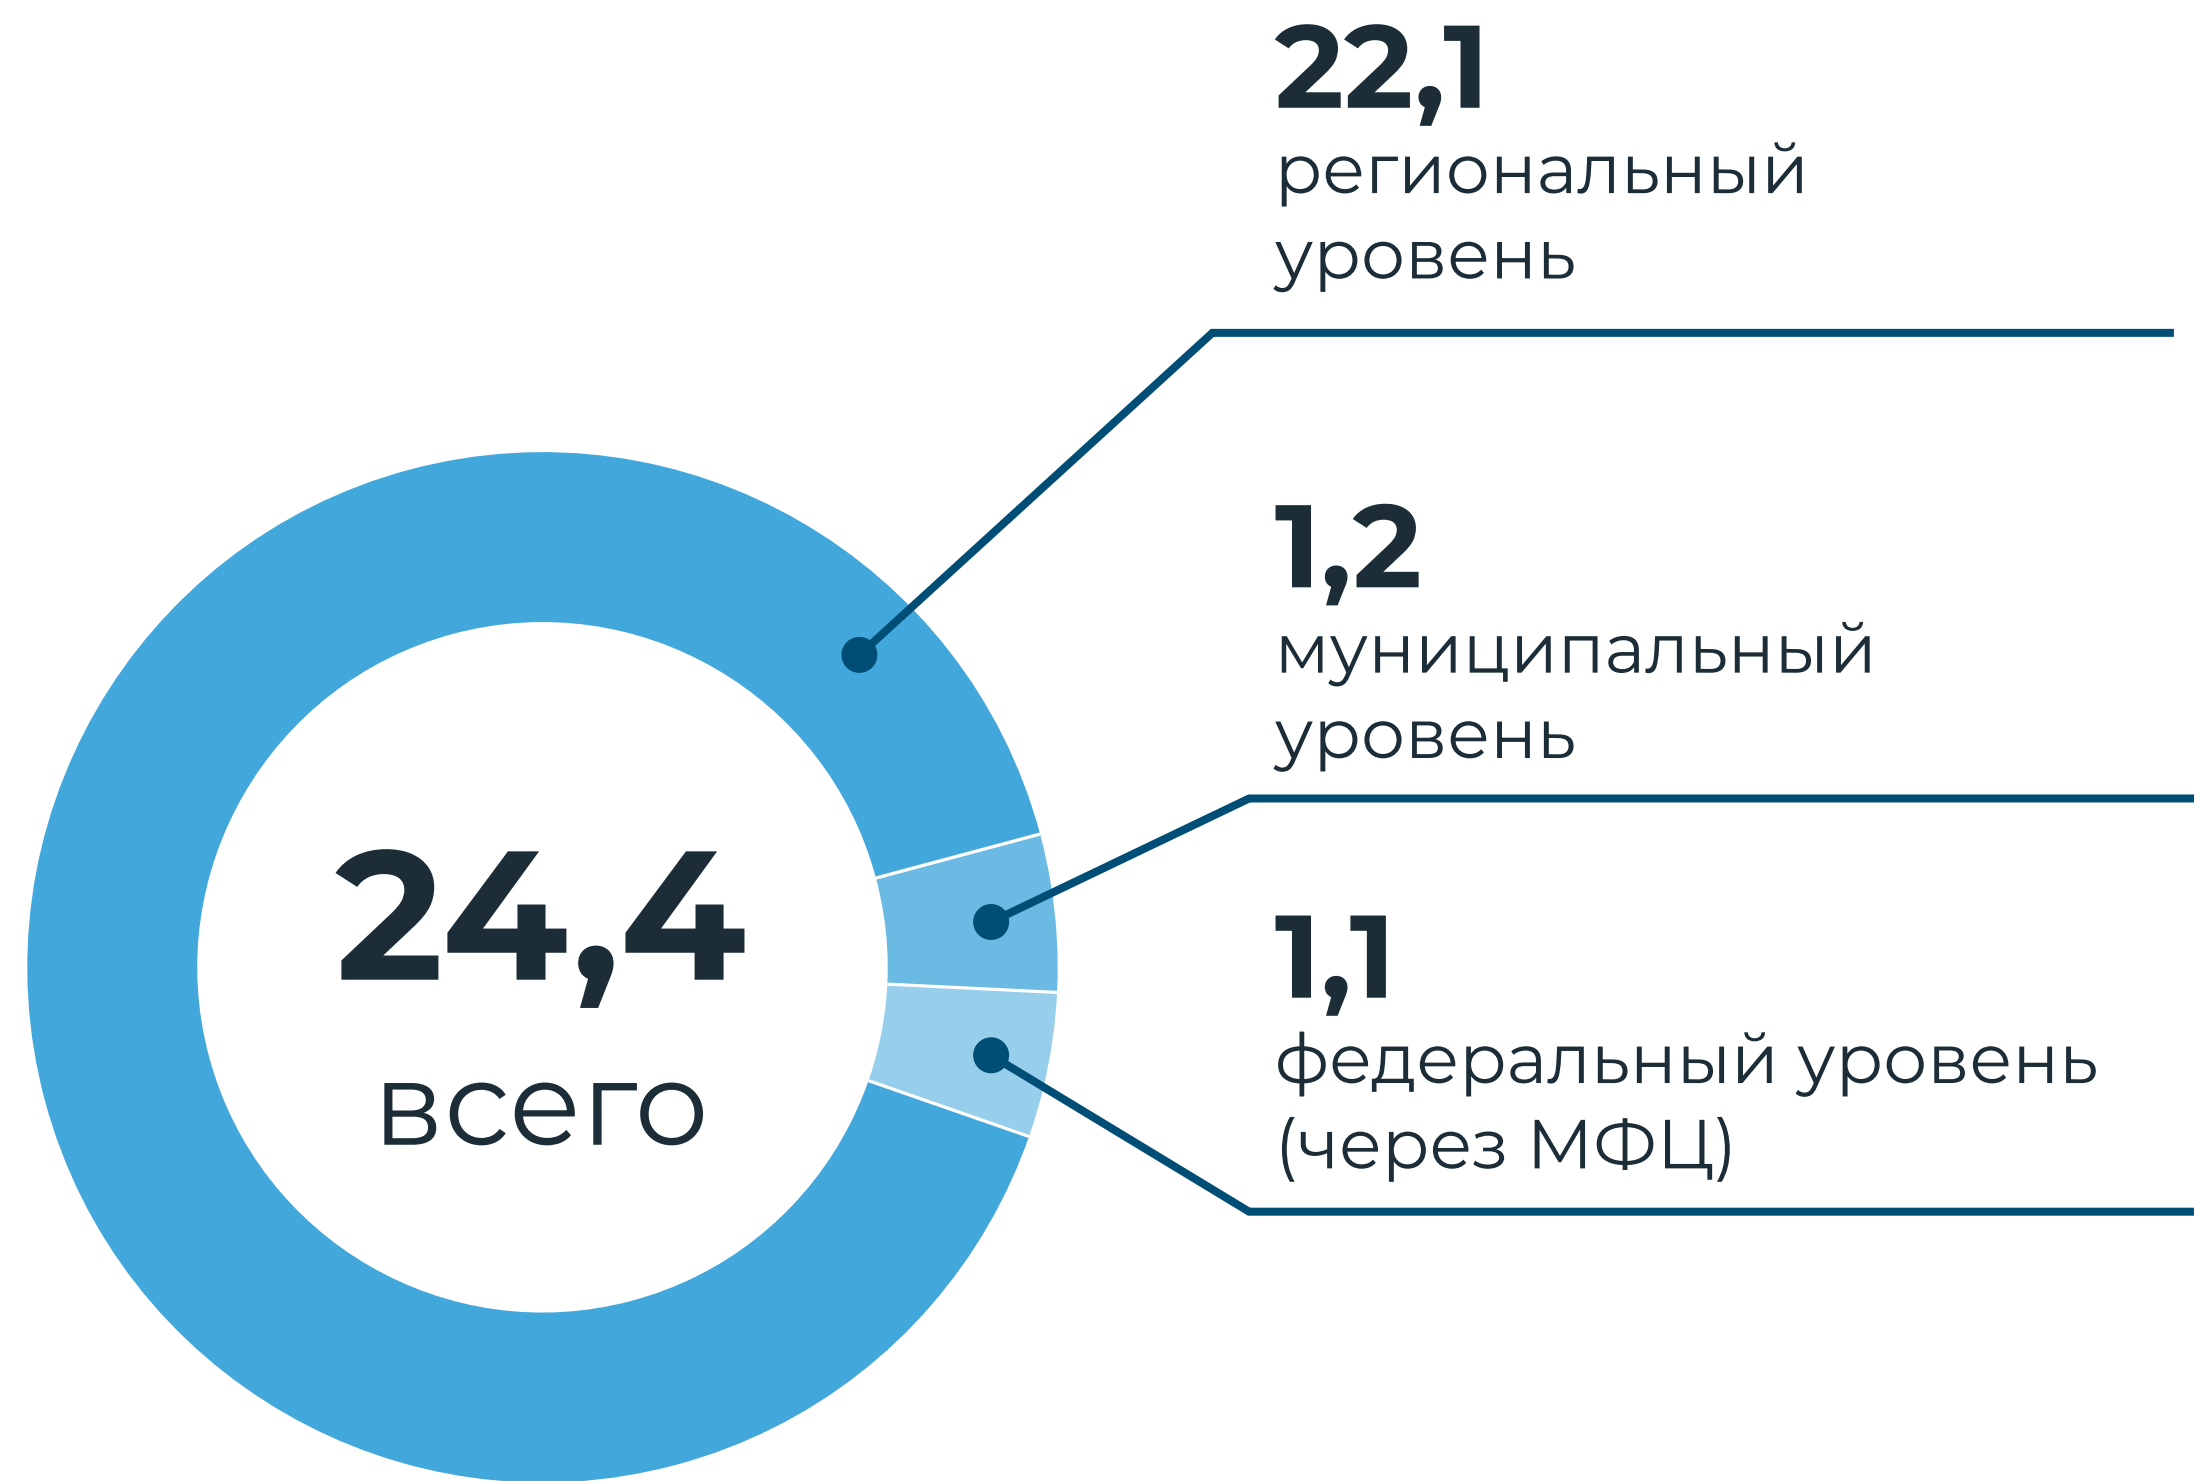 22,1
региональный
уровень
1,2
муниципальный
уровень
24,4
всего
1,1
федеральный уровень
(через МФЦ)